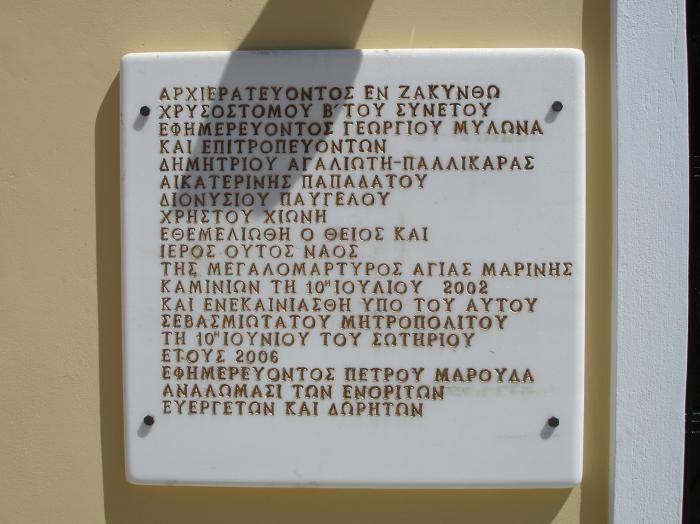 ΑΡΧΙΕΡΑΤΕΥΟΝΤΟΣ ΕΝ ΖΑΚΥΝΘΩ
ΧΡΥΣΟΣΤΟΜΟΥ Β΄ΤΟΥ ΣΥΝΕΤΟΥ
ΕΦΗΜΕΡΕΥΟΝΤΟΣ ΓΕΩΡΓΙΟΥ ΜΥΛΩΝΑ
ΚΑΙ ΕΠΙΤΡΟΠΕΥΟΝΤΩΝ
ΔΗΜΗΤΡΙΟΥ ΑΓΑΛΙΩΤΗ-ΠΑΛΛΙΚΑΡΑΣ
ΑΙΚΑΤΕΡΙΝΗΣ ΠΑΠΑΔΑΤΟΥ
ΔΙΟΝΥΣΙΟΥ ΠΑΥΓΕΛΟΥ
ΧΡΗΣΤΟΥ ΧΙΩΝΗ
ΕΘΕΜΕΛΙΩΘΗ Ο ΘΕΙΟΣ ΚΑΙ
ΙΕΡΟΣ ΟΥΤΟΣ ΝΑΟΣ
ΤΗΣ ΜΕΓΑΛΟΜΑΡΤΥΡΟΣ ΑΓΙΑΣ ΜΑΡΙΝΗΣ
ΚΑΜΙΝΙΩΝ ΤΗ 10Η ΙΟΥΛΙΟΥ 2002
ΚΑΙ ΕΝΕΚΑΙΝΙΑΣΘΗ ΥΠΟ ΤΟΥ ΑΥΤΟΥ
ΣΕΒΑΣΜΙΩΤΑΤΟΥ ΜΗΤΡΟΠΟΛΙΤΟΥ
ΤΗ 10Η ΙΟΥΝΙΟΥ ΤΟΥ ΣΩΤΗΡΙΟΥ
ΕΤΟΥΣ 2006
ΕΦΗΜΕΡΕΥΟΝΤΟΣ ΠΕΤΡΟΥ ΜΑΡΟΥΔΑ
ΑΝΑΛΩΜΑΣΙ ΤΩΝ ΕΝΟΡΙΤΩΝ
ΕΥΕΡΓΕΤΩΝ ΚΑΙ ΔΩΡΗΤΩΝ